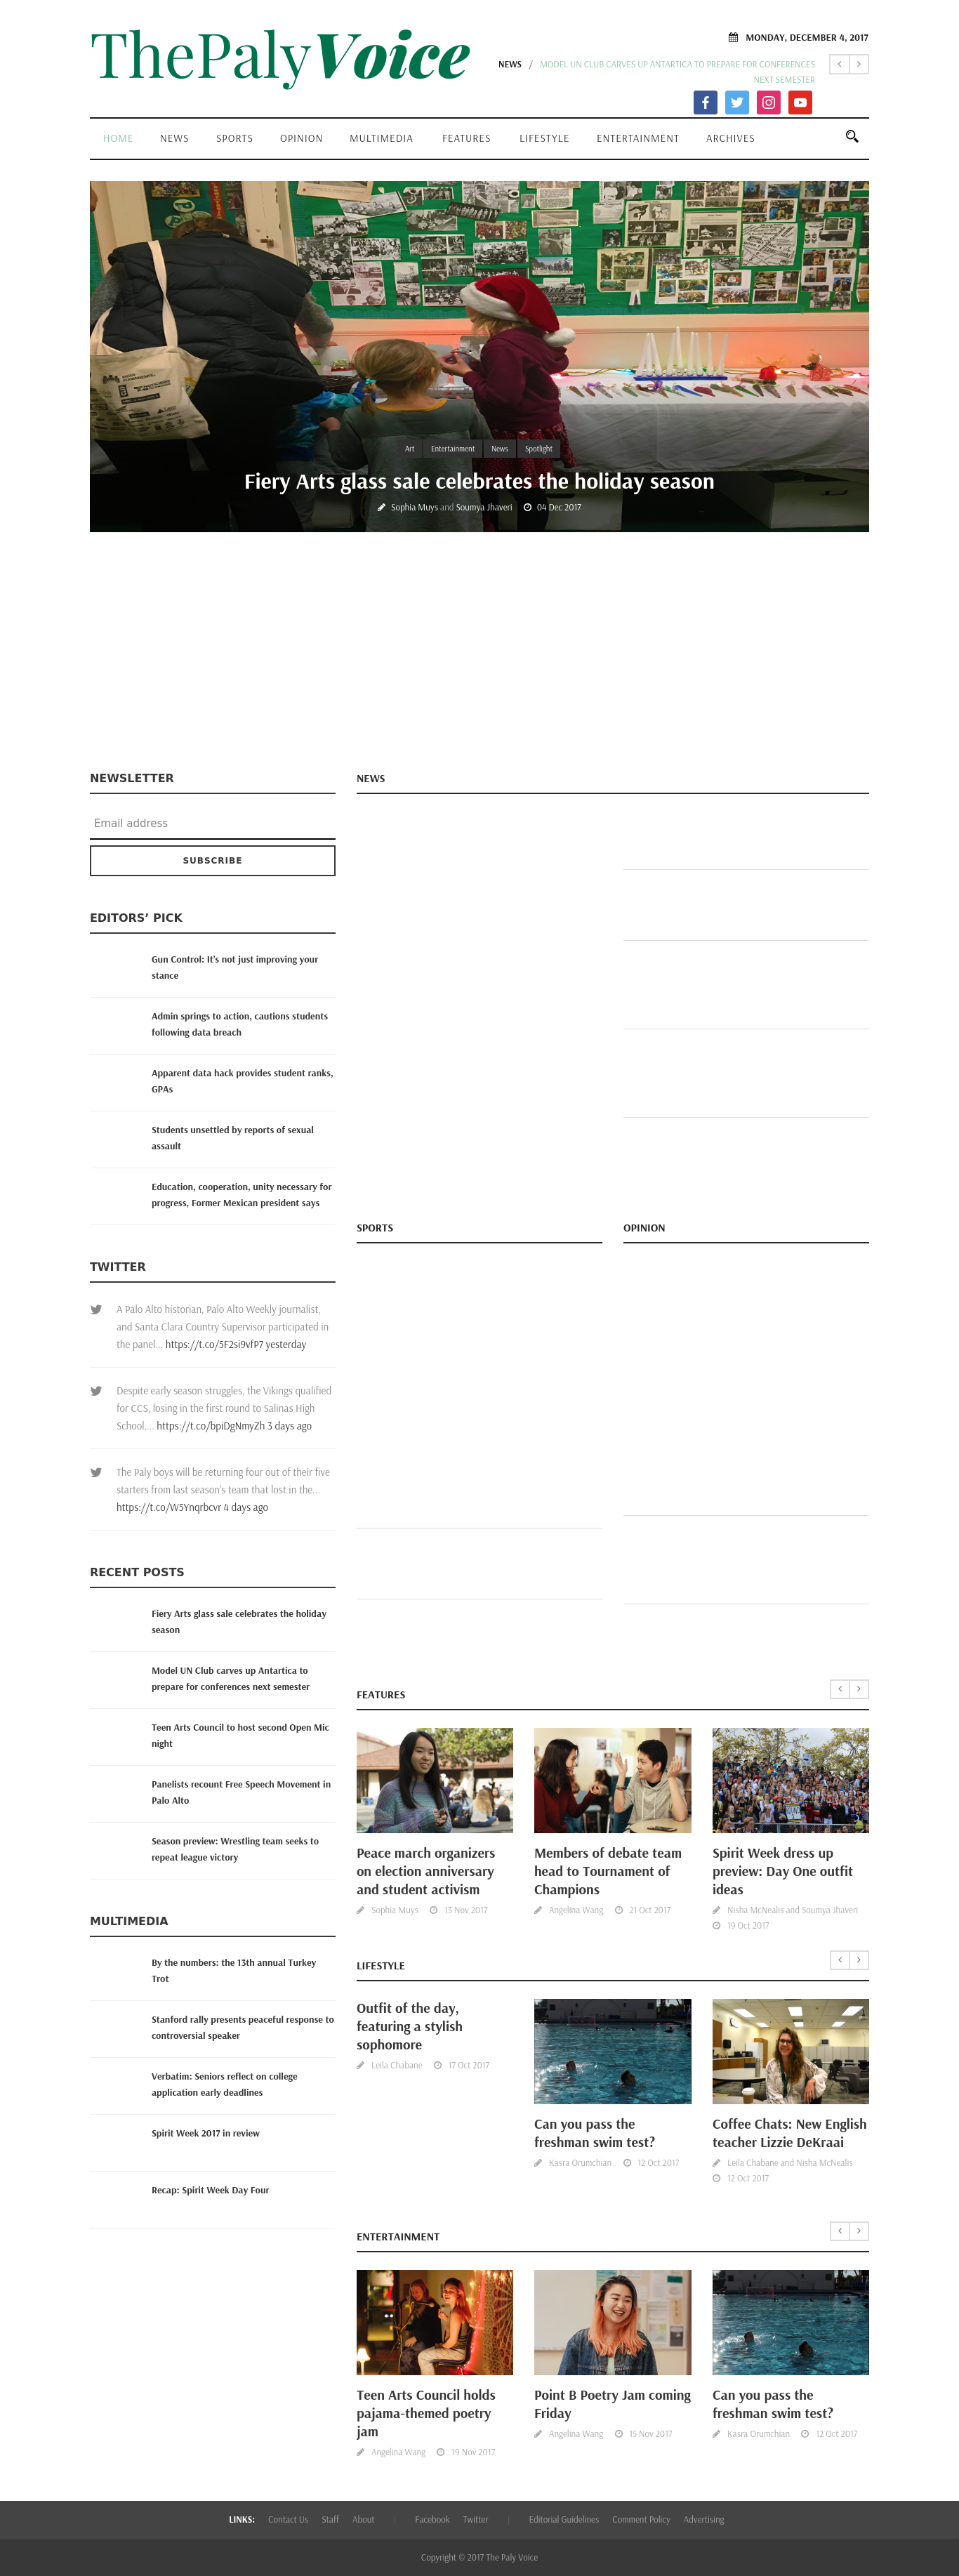 ThePalyVoice
MONDAY, DECEMBER 4, 2017
NEWS / MODEL UN CLUB CARVES UP ANTARTICA TO PREPARE FOR CONFERENCES
NEXT SEMESTER
HOME NEWS SPORTS OPINION MULTIMEDIA FEATURES LIFESTYLE ENTERTAINMENT ARCHIVES
Art Entertainment News Spotlight
Fiery Arts glass sale celebrates the holiday season
Sophia Muys and Soumya Jhaveri 04 Dec 2017
NEWSLETTER
Email address
SUBSCRIBE
EDITORS’ PICK
Gun Control: It's not just improving your
stance
Admin springs to action, cautions students
following data breach
Apparent data hack provides student ranks,
GPAs
Students unsettled by reports of sexual
assault
Education, cooperation, unity necessary for
progress, Former Mexican president says
TWITTER
A Palo Alto historian, Palo Alto Weekly journalist,
and Santa Clara Country Supervisor participated in
the panel... https://t.co/5F2si9vfP7 yesterday
Despite early season struggles, the Vikings qualified
for CCS, losing in the first round to Salinas High
School,... https://t.co/bpiDgNmyZh 3 days ago
The Paly boys will be returning four out of their five
starters from last season's team that lost in the...
https://t.co/W5Ynqrbcvr 4 days ago
RECENT POSTS
Fiery Arts glass sale celebrates the holiday
season
Model UN Club carves up Antartica to
prepare for conferences next semester
Teen Arts Council to host second Open Mic
night
Panelists recount Free Speech Movement in
Palo Alto
Season preview: Wrestling team seeks to
repeat league victory
MULTIMEDIA
By the numbers: the 13th annual Turkey
Trot
Stanford rally presents peaceful response to
controversial speaker
Verbatim: Seniors reflect on college
application early deadlines
Spirit Week 2017 in review
Recap: Spirit Week Day Four
NEWS
SPORTS
OPINION
FEATURES
Peace march organizers
on election anniversary
and student activism
Sophia Muys 13 Nov 2017
Members of debate team
head to Tournament of
Champions
Angelina Wang 21 Oct 2017
Spirit Week dress up
preview: Day One outfit
ideas
Nisha McNealis and Soumya Jhaveri
19 Oct 2017
LIFESTYLE
Outfit of the day,
featuring a stylish
sophomore
Leila Chabane 17 Oct 2017
Can you pass the
freshman swim test?
Kasra Orumchian 12 Oct 2017
Coffee Chats: New English
teacher Lizzie DeKraai
Leila Chabane and Nisha McNealis
12 Oct 2017
ENTERTAINMENT
Teen Arts Council holds
pajama-themed poetry
jam
Angelina Wang 19 Nov 2017
Point B Poetry Jam coming
Friday
Angelina Wang 15 Nov 2017
Can you pass the
freshman swim test?
Kasra Orumchian 12 Oct 2017
LINKS: Contact Us Staff About | Facebook Twitter | Editorial Guidelines Comment Policy Advertising
Copyright © 2017 The Paly Voice